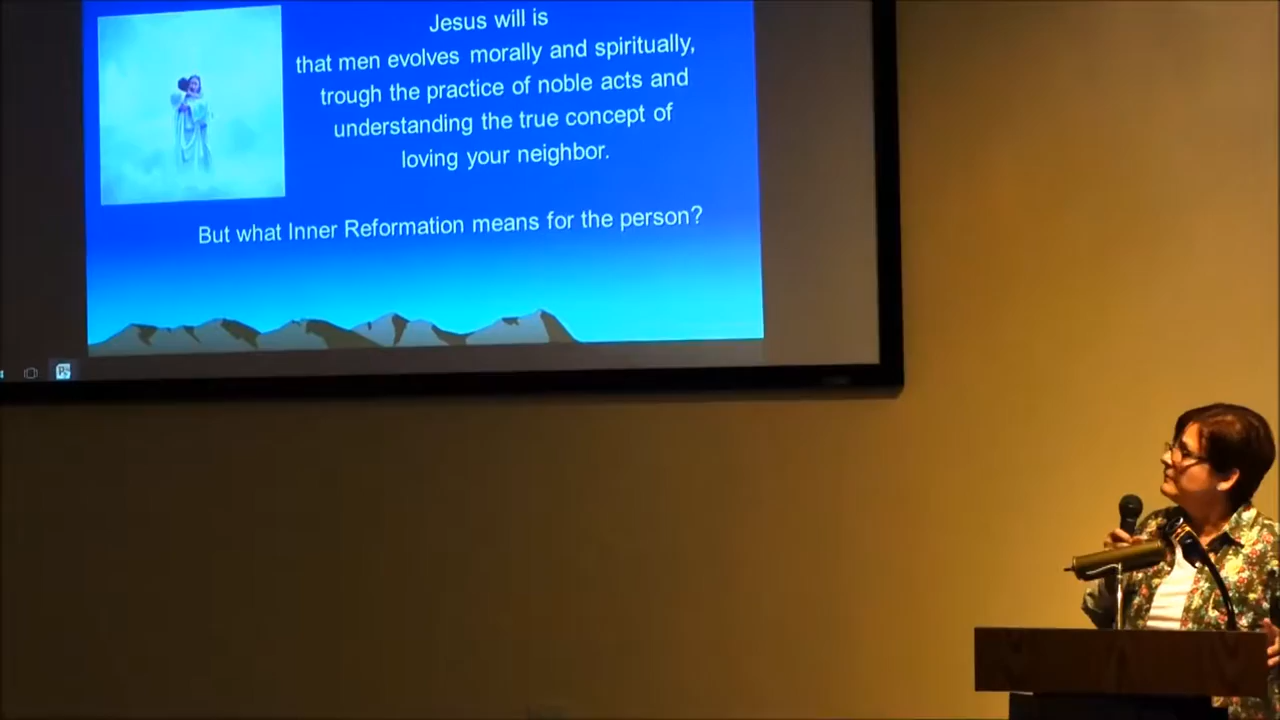 Jesus will is
that men evolves morally and spiritually,
trough the practice of noble acts and
understanding the true concept of
loving your neighbor.
But what Inner Reformation means for the person?